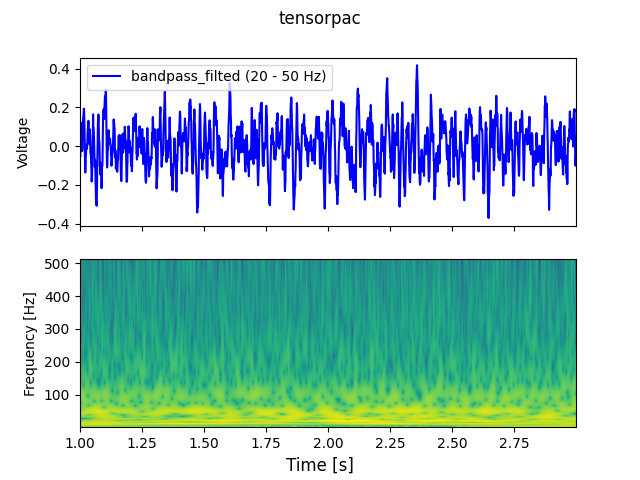 tensorpac
bandpass_filted (20 - 50 Hz)
Voltage
0.4
0.2
0.0
−0.2
−0.4
Frequency [Hz]
500
400
300
200
100
1.00 1.25 1.50 1.75 2.00 2.25 2.50 2.75
Time [s]